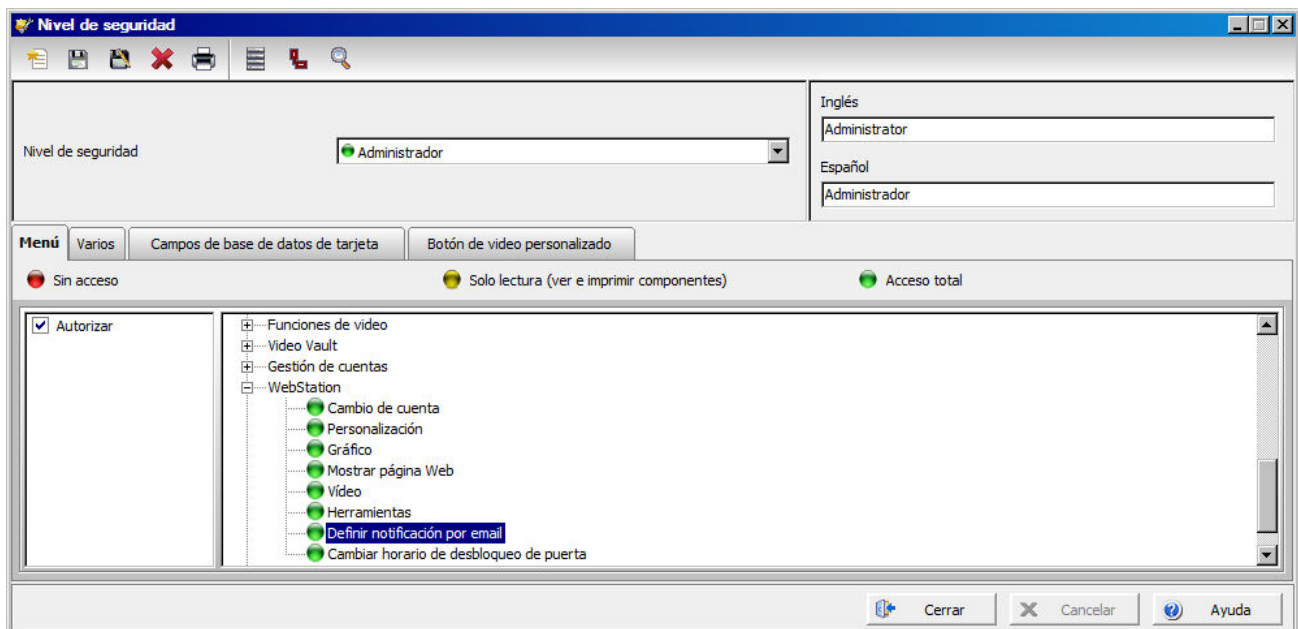 Nivel de seguridad
Inglés
Administrator
Nivel de seguridad
Administrador
Español
Administrador
Menú
Varios
Campos de base de datos de tarjeta
Botón de video personalizado
Sin acceso
Solo lectura (ver e imprimir componentes)
Acceso total
Autorizar
Funciones de video
Video Vault
Gestión de cuentas
WebStation
Cambio de cuenta
Personalización
Gráfico
Mostrar página Web
Vídeo
Herramientas
Definir notificación por email
Cambiar horario de desbloqueo de puerta
Cerrar
Cancelar
Ayuda